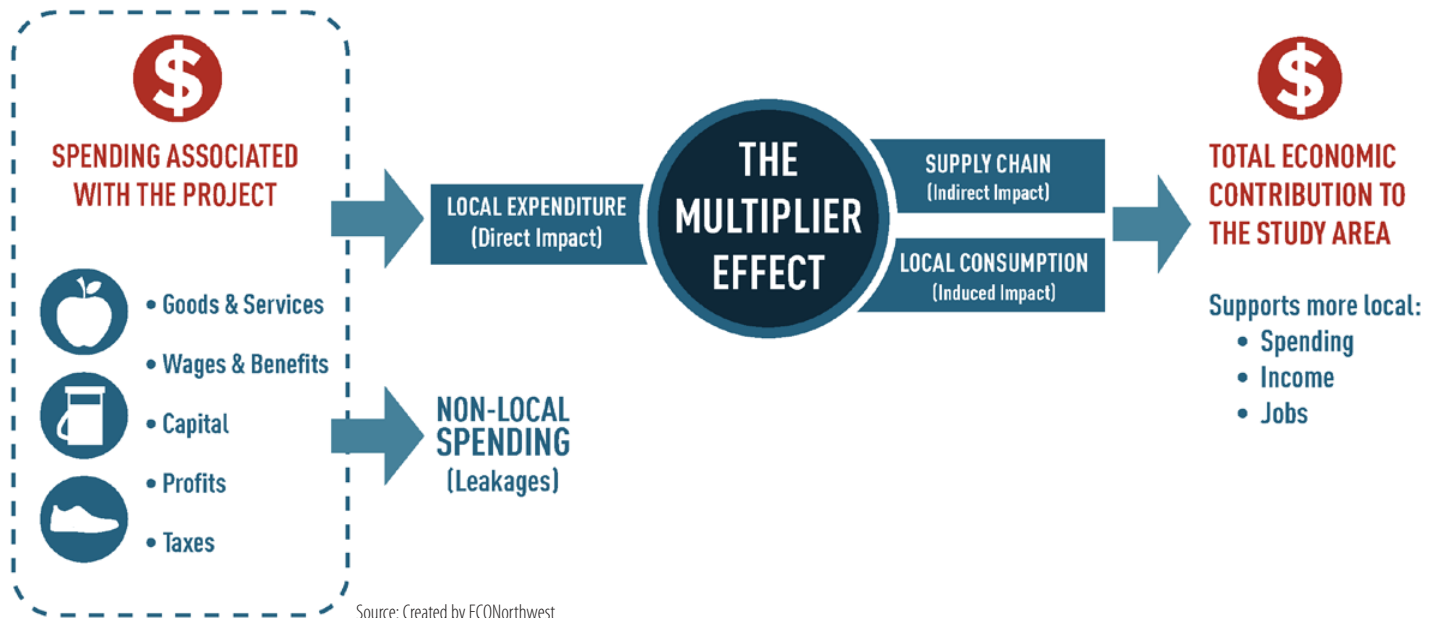 $
SPENDING ASSOCIATED
WITH THE PROJECT
• Goods & Services
• Wages & Benefits
• Capital
• Profits
• Taxes
LOCAL EXPENDITURE
(Direct Impact)
NON-LOCAL
SPENDING
(Leakages)
THE
MULTIPLIER
EFFECT
SUPPLY CHAIN
(Indirect Impact)
LOCAL CONSUMPTION
(Induced Impact)
$
TOTAL ECONOMIC
CONTRIBUTION TO
THE STUDY AREA
Supports more local:
• Spending
• Income
• Jobs
Source: Created by ECONorthwest